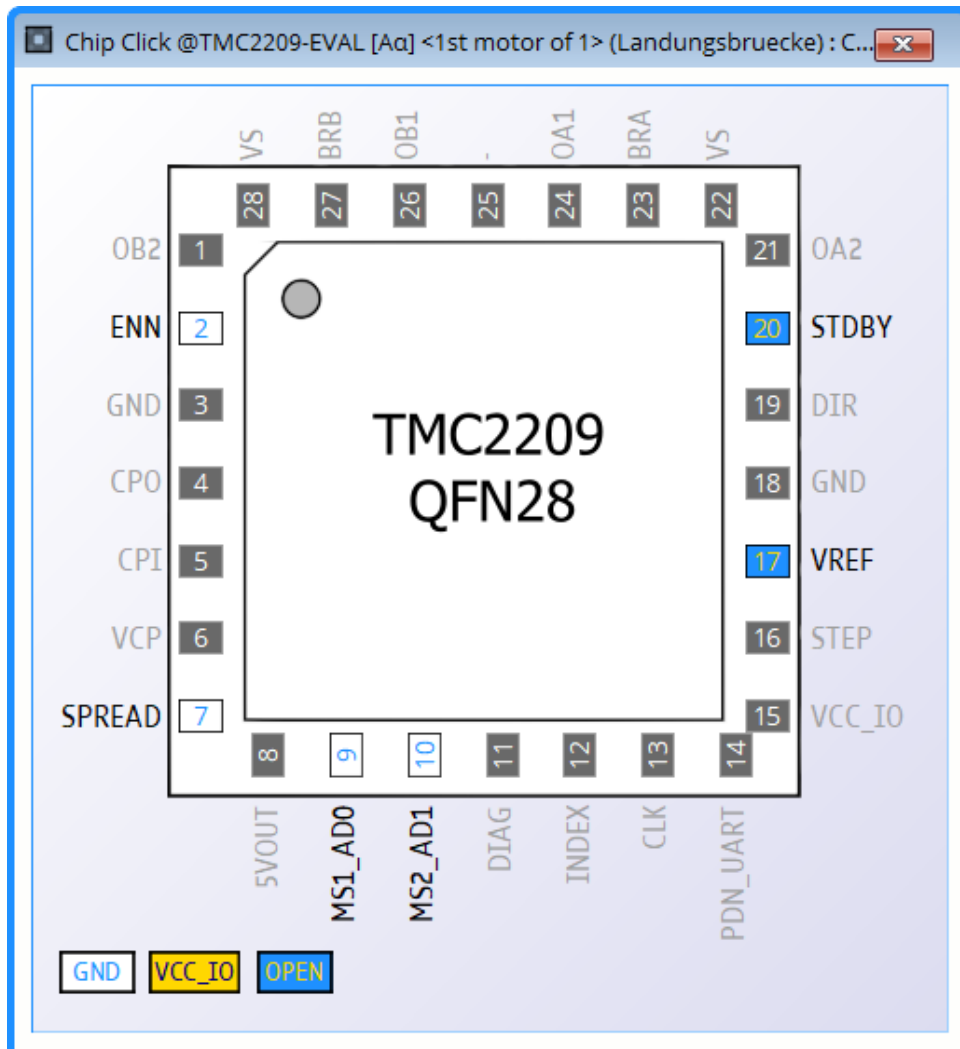 Chip Click @TMC2209-EVAL [Aα] <1st motor of 1> (Landungsbruecke) : C...
VS BRB OB1 - OA1 BRA VS
28 27 26 25 24 23 22
OB2 1 21 OA2
ENN 2 20 STDBY
GND 3 19 DIR
CPO 4 18 GND
CPI 5 17 VREF
VCP 6 16 STEP
SPREAD 7 15 VCC_IO
TMC2209
QFN28
8 9 10 11 12 13 14
5VOUT MS1_AD0 MS2_AD1 DIAG INDEX CLK PDN_UART
GND VCC_IO OPEN